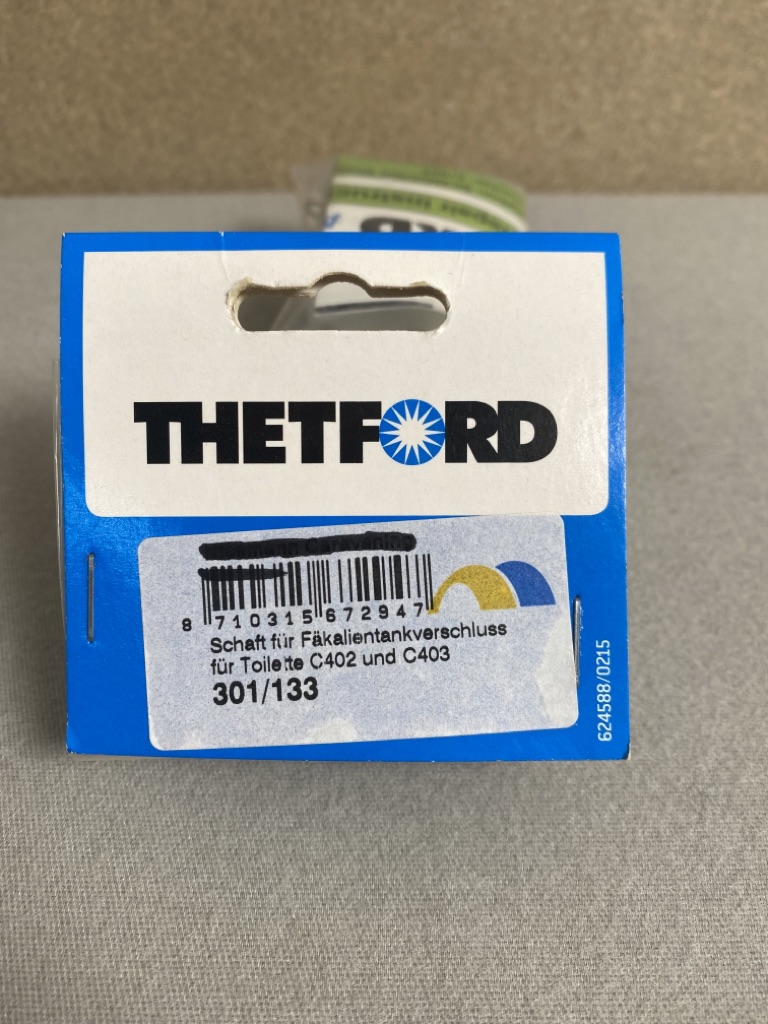 THETFORD
8 710315 672947
Schaft für Fäkalientankverschluss
für Toilette C402 und C403
301/133
624588/0215